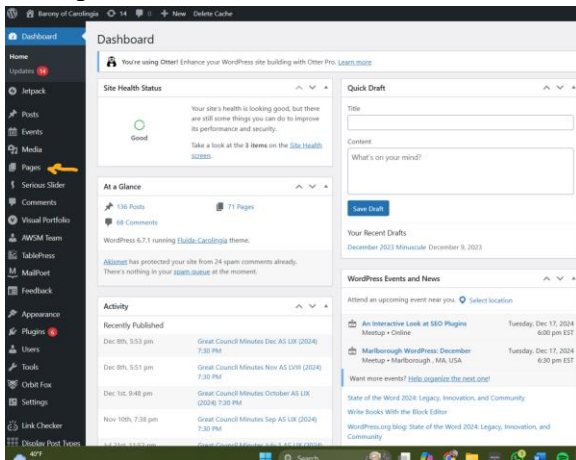 Barony of Carolingia 14 0 + New Delete Cache
Dashboard
Home
Updates 14
Jetpack
Posts
Events
Media
Pages
Serious Slider
Comments
Visual Portfolio
AWSM Team
TablePress
MailPoet
Feedback
Appearance
Plugins 6
Users
Tools
Orbit Fox
Settings
Link Checker
Display Post Types
Dashboard
You're using Otter! Enhance your WordPress site building with Otter Pro. Learn more
Site Health Status
Good
Your site's health is looking good, but there
are still some things you can do to improve
its performance and security.
Take a look at the 3 items on the Site Health
screen.
At a Glance
136 Posts
71 Pages
68 Comments
WordPress 6.7.1 running Fluida-Carolingia theme.
Akismet has protected your site from 24 spam comments already.
There's nothing in your spam queue at the moment.
Activity
Recently Published
Dec 8th, 5:53 pm Great Council Minutes Dec AS LIX (2024)
7:30 PM
Dec 8th, 5:51 pm Great Council Minutes Nov AS LVIX (2024)
7:30 PM
Dec 1st, 9:48 pm Great Council Minutes October AS LIX
(2024) 7:30 PM
Nov 10th, 7:38 pm Great Council Minutes Sep AS LIX (2024)
7:30 PM
Jul 21st, 11:52 pm Great Council Minutes July
Quick Draft
Title
Content
What's on your mind?
Save Draft
Your Recent Drafts
December 2023 Minuscule December 9, 2023
WordPress Events and News
Attend an upcoming event near you. Select location
An Interactive Look at SEO Plugins Tuesday, Dec 17, 2024
Meetup • Online 6:00 pm EST
Marlborough WordPress: December Tuesday, Dec 17, 2024
Meetup • Marlborough , MA, USA 6:30 pm EST
Want more events? Help organize the next one!
State of the Word 2024: Legacy, Innovation, and Community
Write Books With the Block Editor
WordPress.org blog: State of the Word 2024: Legacy, Innovation, and
Community
40°F
Search